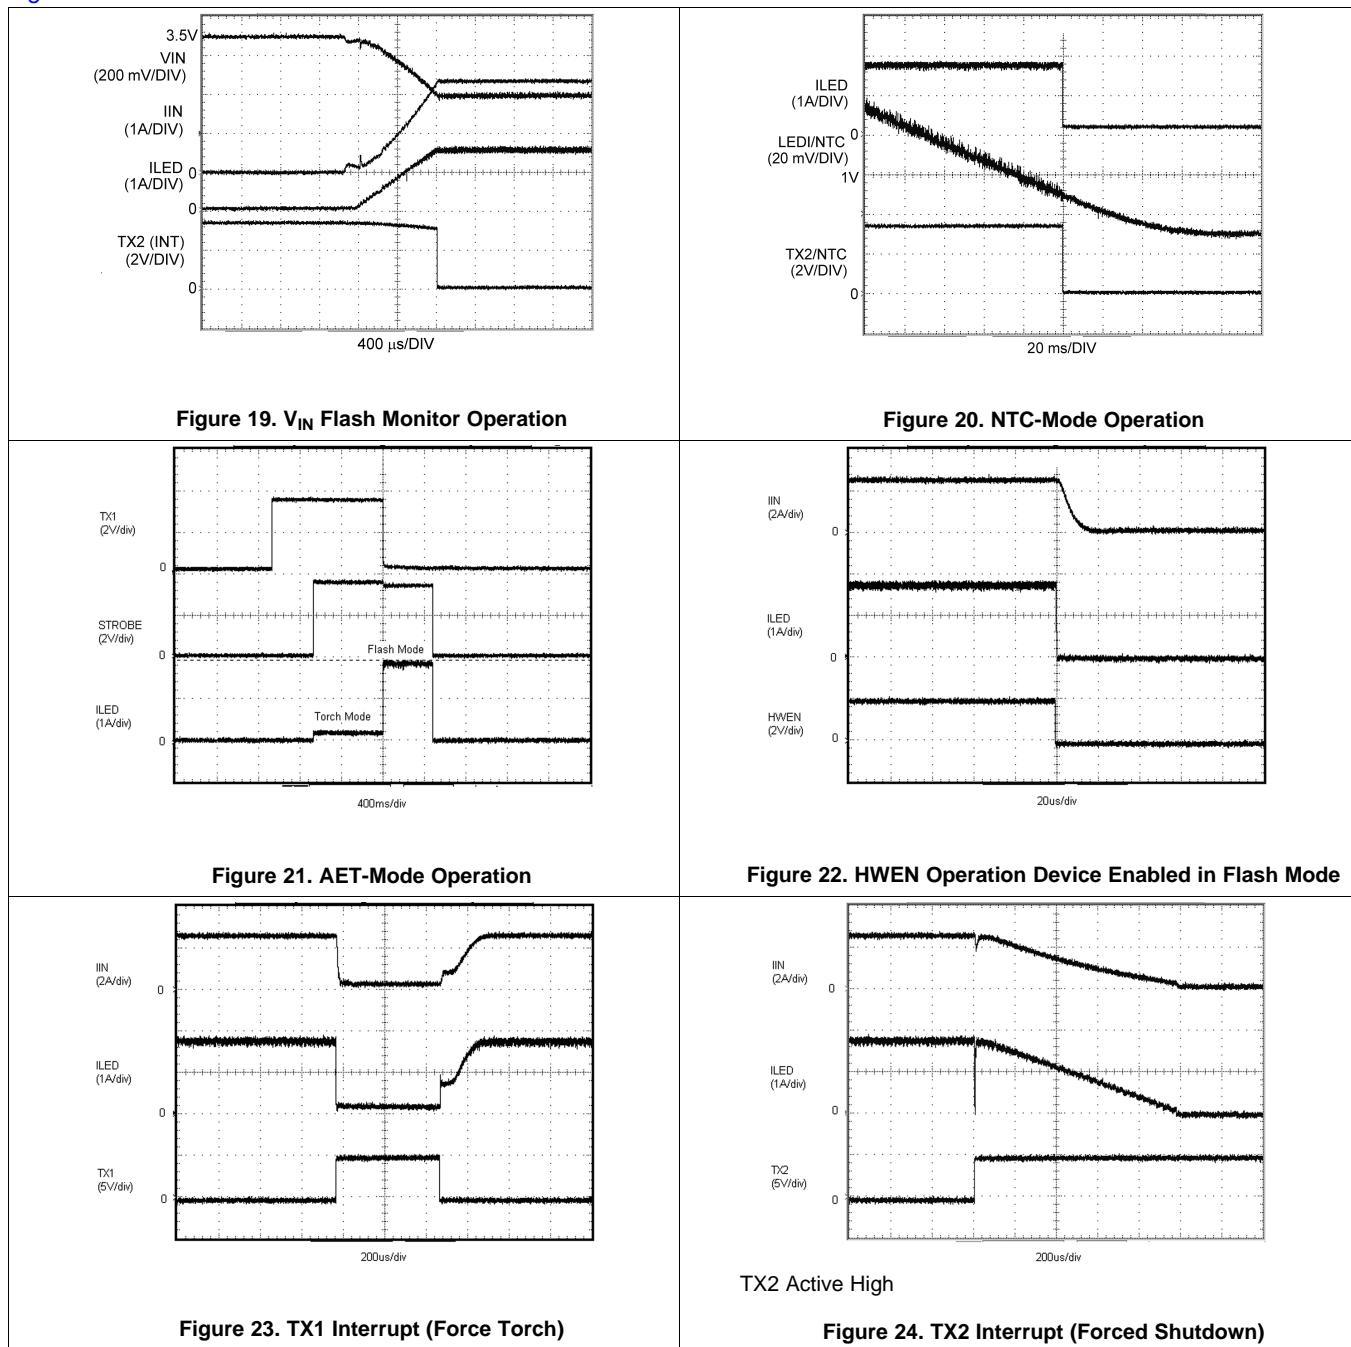 3.5V
VIN
(200 mV/DIV)
IIN
(1A/DIV)
0
ILED
(1A/DIV)
0
TX2 (INT)
(2V/DIV)
0
400 μs/DIV
Figure 19. VIN Flash Monitor Operation
ILED
(1A/DIV)
0
LEDI/NTC
(20 mV/DIV)
1V
TX2/NTC
(2V/DIV)
0
20 ms/DIV
Figure 20. NTC-Mode Operation
TX1
(2V/div)
0
STROBE
(2V/div)
0
Flash Mode
ILED
(1A/div)
Torch Mode
0
400ms/div
Figure 21. AET-Mode Operation
IIN
(2A/div)
0
ILED
(1A/div)
0
HWEN
(2V/div)
0
20us/div
Figure 22. HWEN Operation Device Enabled in Flash Mode
IIN
(2A/div)
0
ILED
(1A/div)
0
TX1
(5V/div)
0
200us/div
Figure 23. TX1 Interrupt (Force Torch)
IIN
(2A/div)
0
ILED
(1A/div)
0
TX2
(5V/div)
0
200us/div
TX2 Active High
Figure 24. TX2 Interrupt (Forced Shutdown)